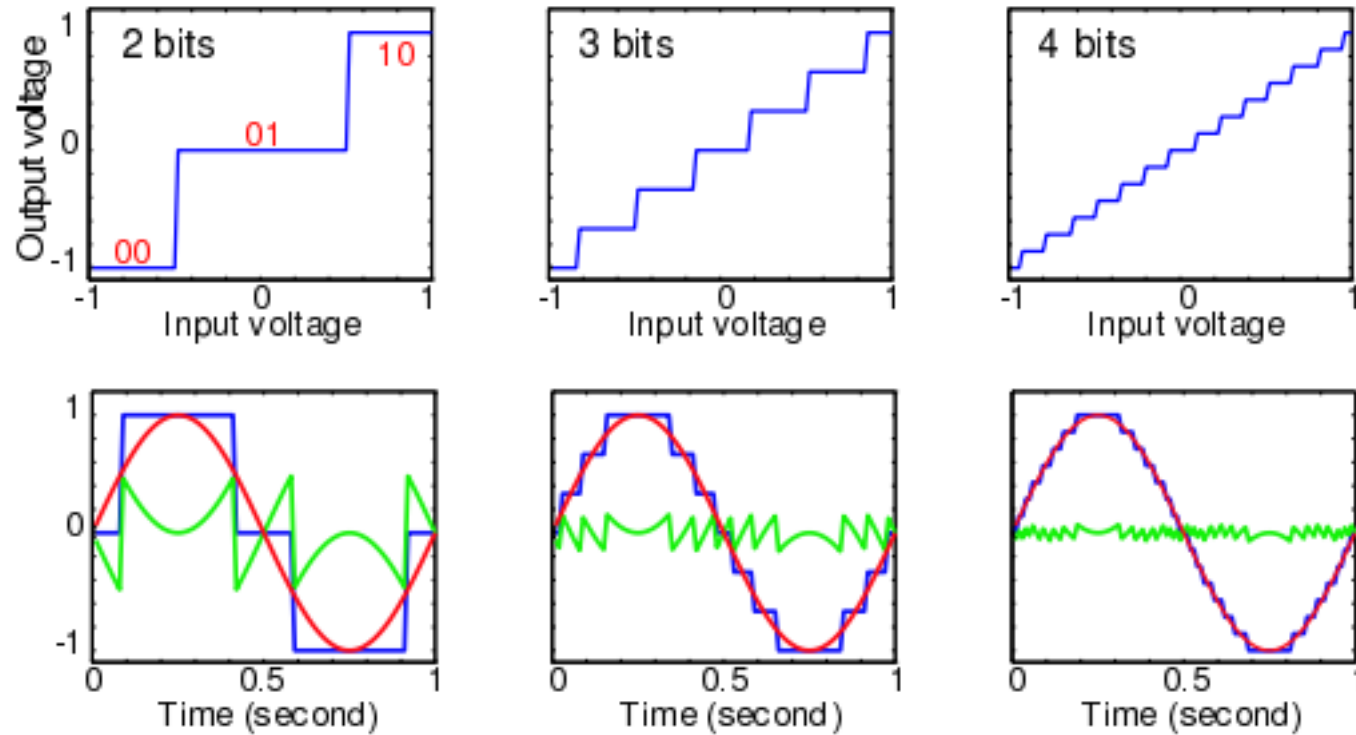 2 bits
10
01
00
1
0
-1
Output voltage
-1 0 1
Input voltage
3 bits
-1 0 1
Input voltage
4 bits
-1 0 1
Input voltage
1
0
-1
0 0.5 1
Time (second)
0 0.5 1
Time (second)
0 0.5 1
Time (second)